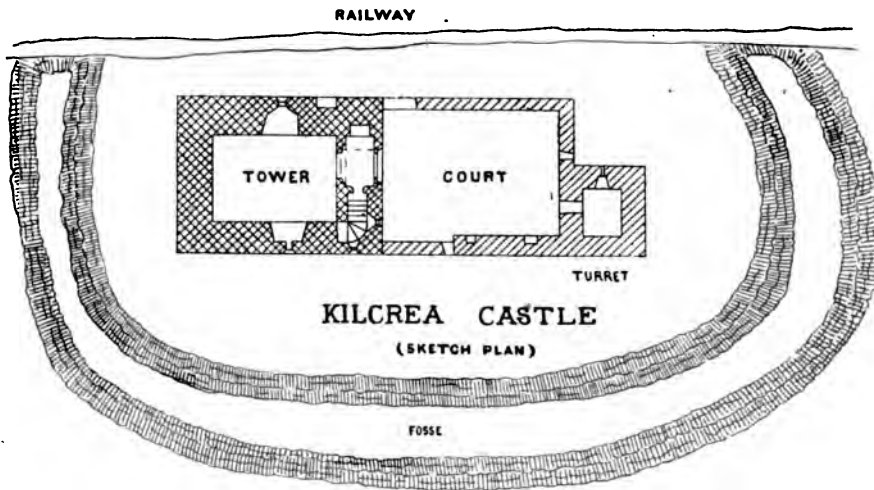 RAILWAY
TOWER
COURT
TURRET
KILCREA CASTLE
(SKETCH PLAN)
FOSSE